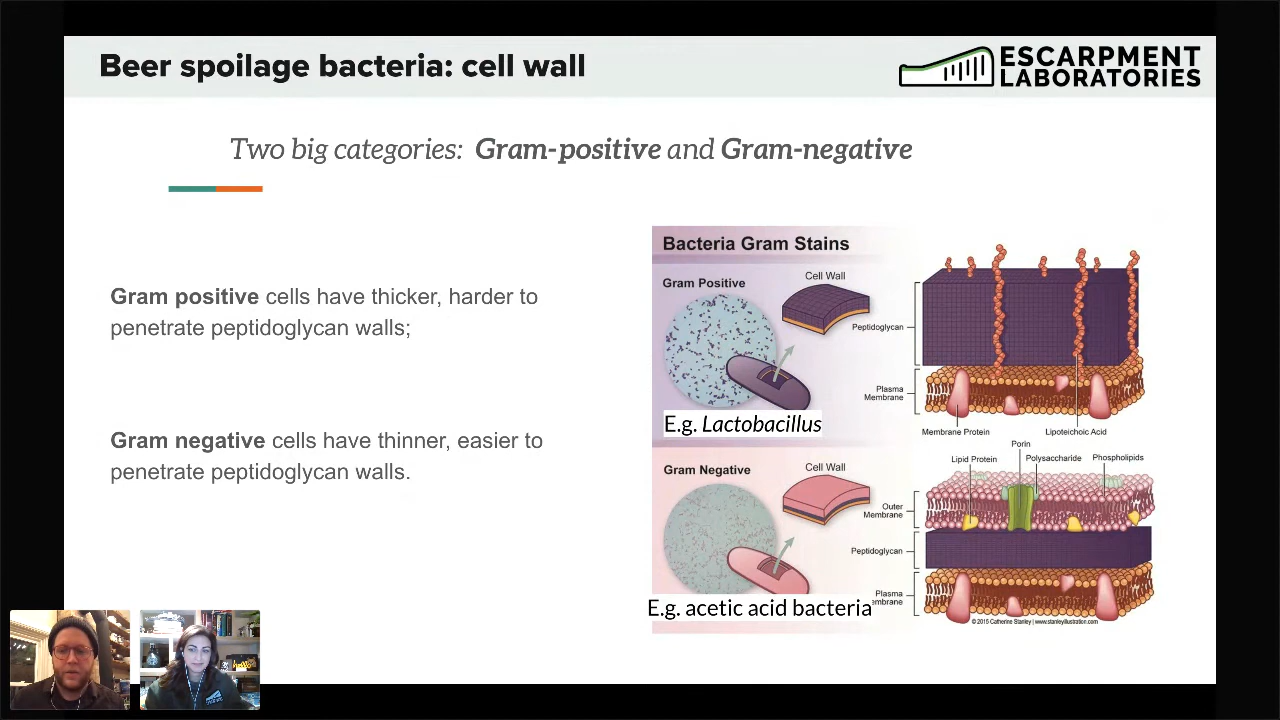 Beer spoilage bacteria: cell wall
ESCARPMENT
LABORATORIES
Two big categories: Gram-positive and Gram-negative
Gram positive cells have thicker, harder to
penetrate peptidoglycan walls;
Gram negative cells have thinner, easier to
penetrate peptidoglycan walls.
Bacteria Gram Stains
Gram Positive
Cell Wall
Peptidoglycan
Plasma
Membrane
Membrane Protein
Lipoteichoic Acid
E.g. Lactobacillus
Gram Negative
Cell Wall
Porin
Lipid Protein
Polysaccharide
Phospholipids
Outer
Membrane
Peptidoglycan
Plasma
embrane
E.g. acetic acid bacteria
© 2015 Catherine Stanley | www.stanleyillustration.com
hello